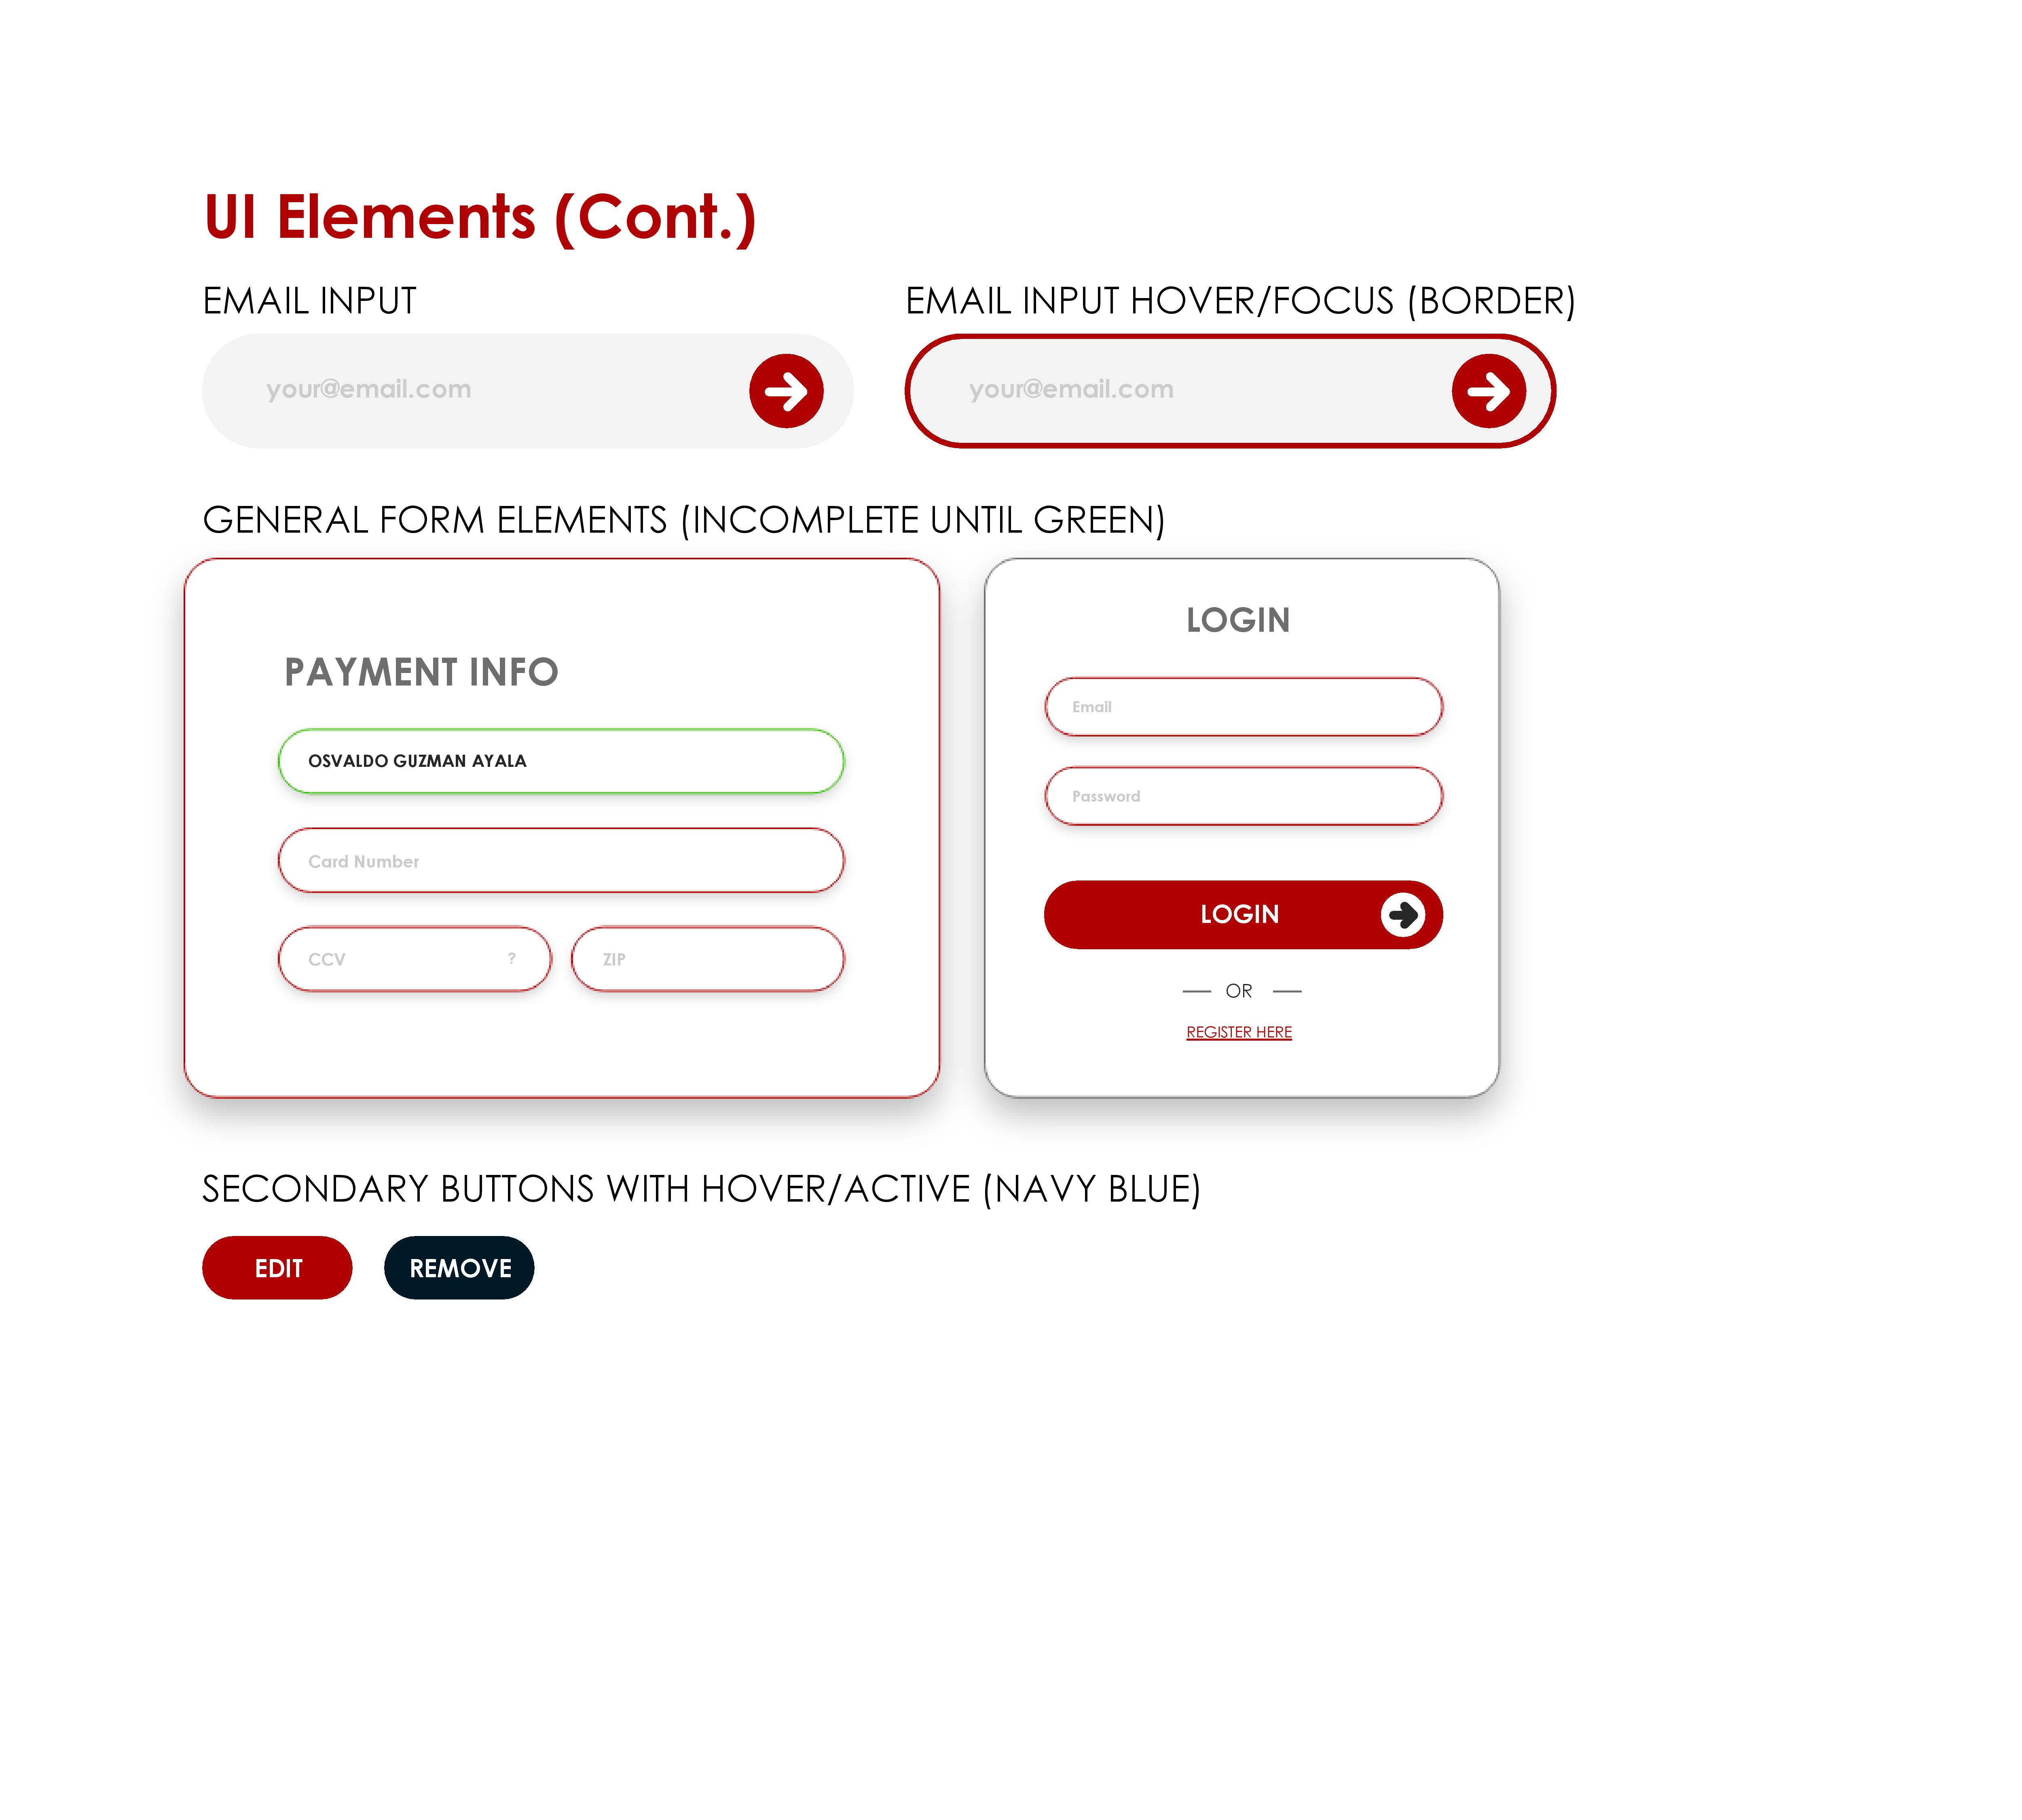 UI Elements (Cont.)
EMAIL INPUT
your@email.com
EMAIL INPUT HOVER/FOCUS (BORDER)
your@email.com
GENERAL FORM ELEMENTS (INCOMPLETE UNTIL GREEN)
PAYMENT INFO
OSVALDO GUZMAN AYALA
Card Number
CCV ?
ZIP
LOGIN
Email
Password
LOGIN
OR
REGISTER HERE
SECONDARY BUTTONS WITH HOVER/ACTIVE (NAVY BLUE)
EDIT
REMOVE